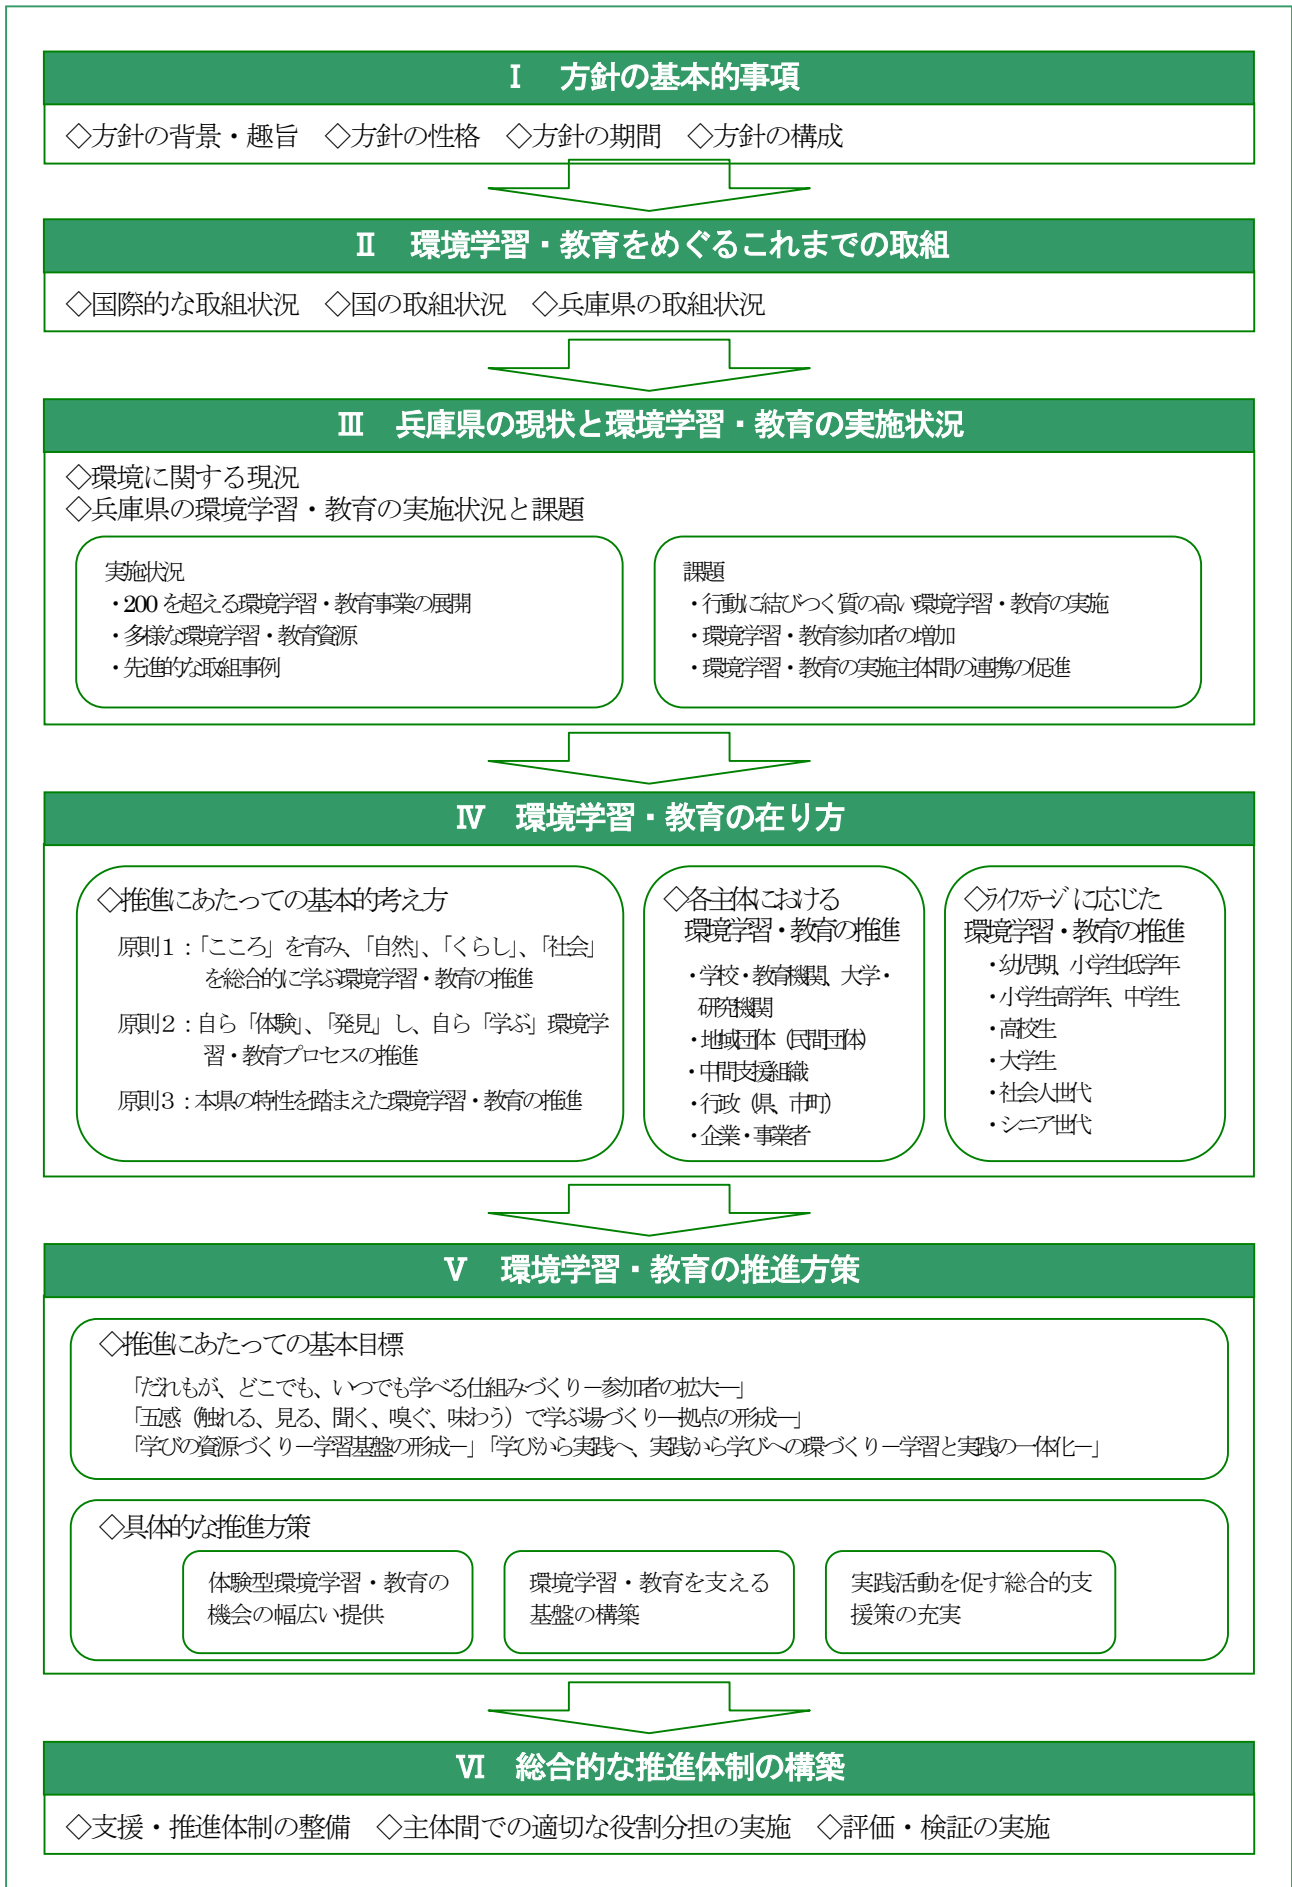 Ⅰ　方針の基本的事項
◇方針の背景・趣旨　◇方針の性格　◇方針の期間　◇方針の構成
Ⅱ　環境学習・教育をめぐるこれまでの取組
◇国際的な取組状況　◇国の取組状況　◇兵庫県の取組状況
Ⅲ　兵庫県の現状と環境学習・教育の実施状況
◇環境に関する現況
◇兵庫県の環境学習・教育の実施状況と課題
実施状況
・200を超える環境学習・教育事業の展開
・多様な環境学習・教育資源
・先進的な取組事例
課題
・行動に結びつく質の高い環境学習・教育の実施
・環境学習・教育参加者の増加
・環境学習・教育の実施主体間の連携の促進
Ⅳ　環境学習・教育の在り方
◇推進にあたっての基本的考え方
原則1：「こころ」を育み、「自然」、「くらし」、「社会」
を総合的に学ぶ環境学習・教育の推進
原則2：自ら「体験」、「発見」し、自ら「学ぶ」環境学
習・教育プロセスの推進
原則3：本県の特性を踏まえた環境学習・教育の推進
◇各主体における
環境学習・教育の推進
・学校・教育機関、大学・
研究機関
・地域団体（民間団体）
・中間支援組織
・行政（県、市町）
・企業・事業者
◇ﾗｲﾌｽﾃｰｼﾞに応じた
環境学習・教育の推進
・幼児期、小学生低学年
・小学生高学年、中学生
・高校生
・大学生
・社会人世代
・シニア世代
Ⅴ　環境学習・教育の推進方策
◇推進にあたっての基本目標
「だれもが、どこでも、いつでも学べる仕組みづくり－参加者の拡大－」
「五感（触れる、見る、聞く、嗅ぐ、味わう）で学ぶ場づくり－拠点の形成－」
「学びの資源づくり－学習基盤の形成－」「学びから実践へ、実践から学びへの環づくり－学習と実践の一体化－」
◇具体的な推進方策
体験型環境学習・教育の
機会の幅広い提供
環境学習・教育を支える
基盤の構築
実践活動を促す総合的支
援策の充実
Ⅵ　総合的な推進体制の構築
◇支援・推進体制の整備　◇主体間での適切な役割分担の実施　◇評価・検証の実施